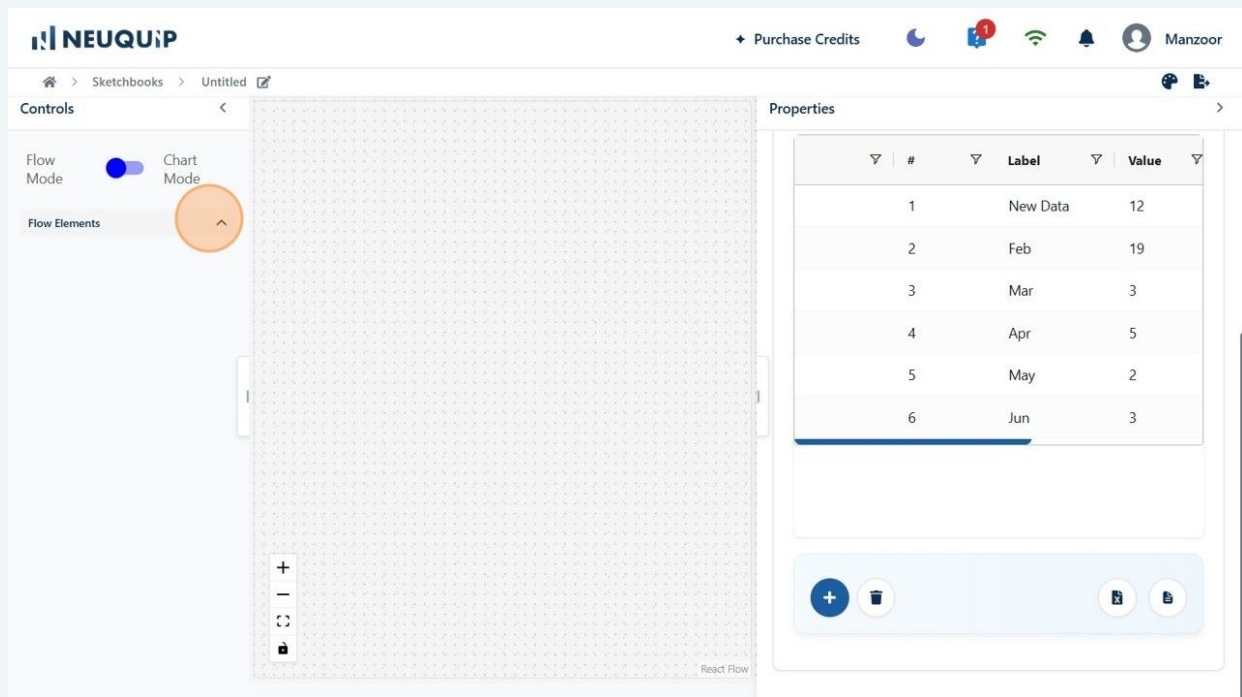 NEUQUIP
Purchase Credits
1
Manzoor
Sketchbooks > Untitled
Controls
Properties
Flow Mode
Chart Mode
Flow Elements
# Label Value
1 New Data 12
2 Feb 19
3 Mar 3
4 Apr 5
5 May 2
6 Jun 3
React Flow